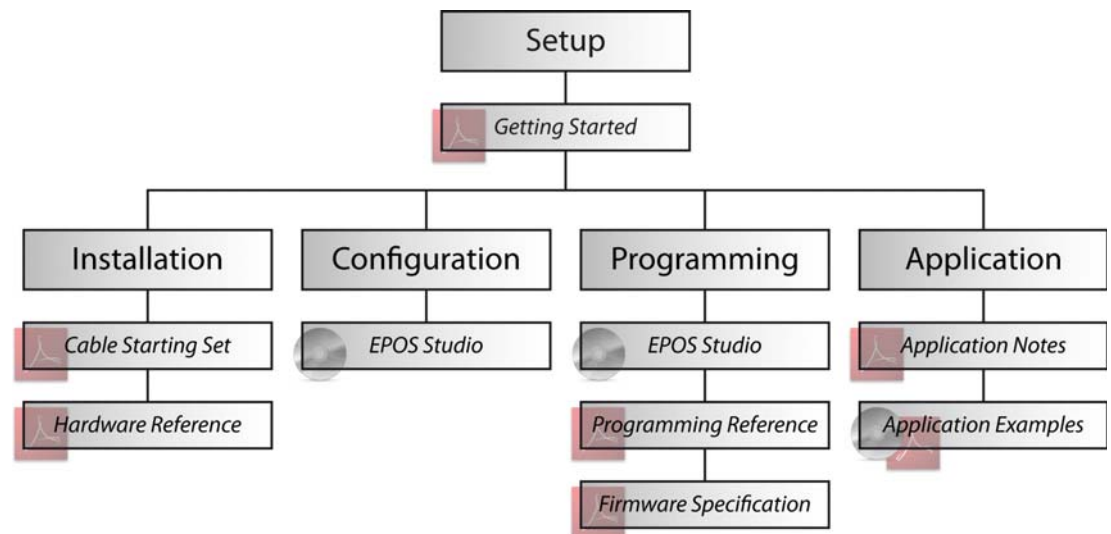 Setup
Getting Started
Installation
Configuration
Programming
Application
Cable Starting Set
EPOS Studio
EPOS Studio
Application Notes
Hardware Reference
Programming Reference
Application Examples
Firmware Specification